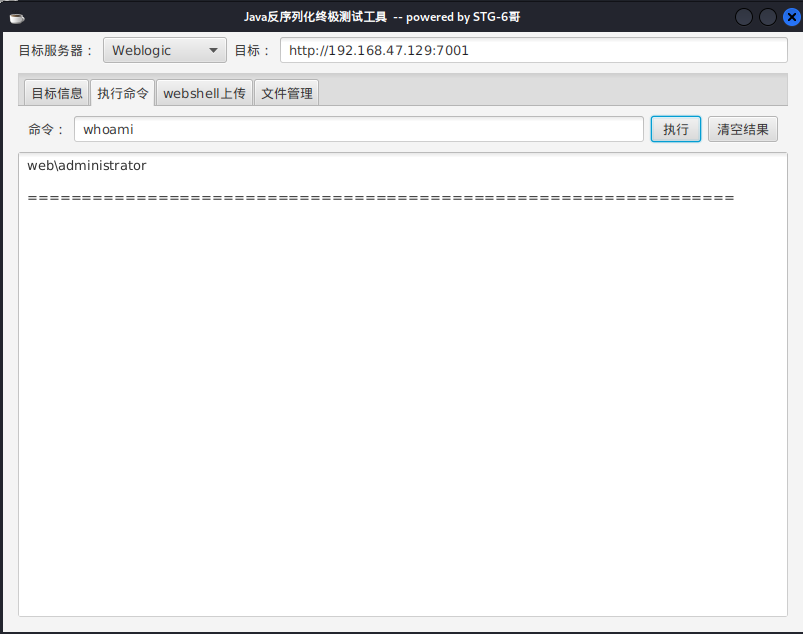 Java反序列化终极测试工具 -- powered by STG-6哥
目标服务器： Weblogic 目标： http://192.168.47.129:7001
目标信息 执行命令 webshell上传 文件管理
命令： whoami 执行 清空结果
web\administrator
=================================================================